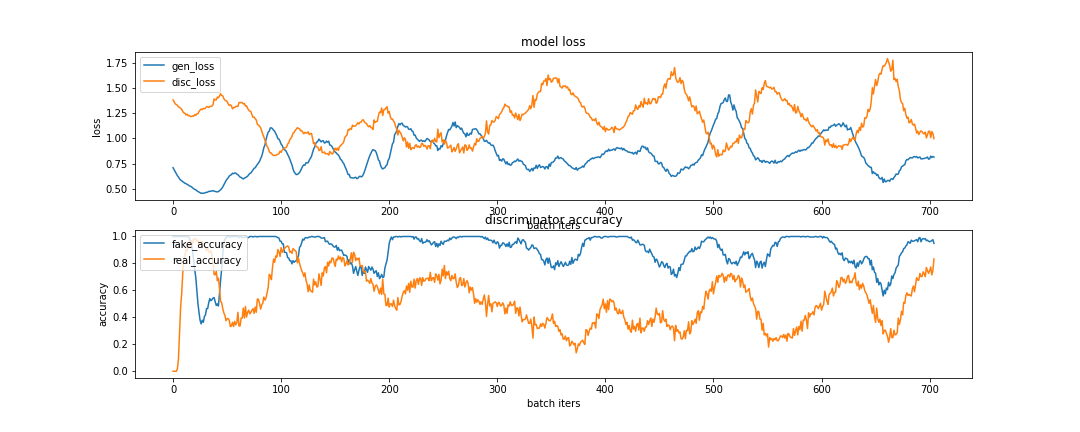 model loss
1.75
1.50
1.25
1.00
0.75
0.50
loss
gen_loss
disc_loss
0 100 200 300 400 500 600 700
batch iters
discriminator accuracy
1.0
0.8
0.6
0.4
0.2
0.0
accuracy
fake_accuracy
real_accuracy
0 100 200 300 400 500 600 700
batch iters